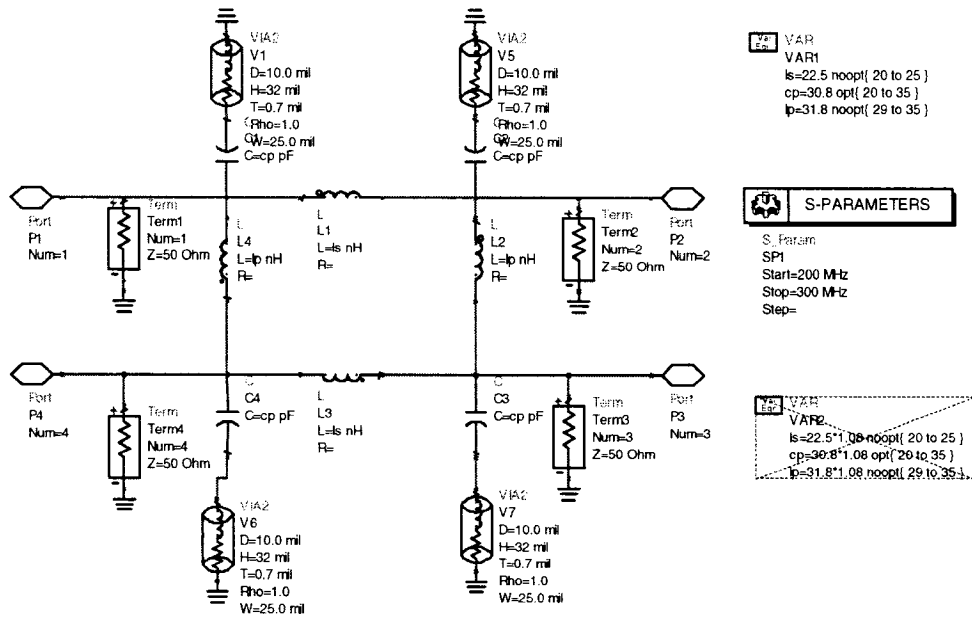 VIA2
V1
D=10.0 mil
H=32 mil
T=0.7 mil
Rho=1.0
W=25.0 mil
C
C1
C=cp pF
VIA2
V5
D=10.0 mil
H=32 mil
T=0.7 mil
Rho=1.0
W=25.0 mil
C
C2
C=cp pF
Var
Eqn
VAR
VAR1
ls=22.5 noopt{ 20 to 25 }
cp=30.8 opt{ 20 to 35 }
lp=31.8 noopt{ 29 to 35 }
Port
P1
Num=1
Term
Term1
Num=1
Z=50 Ohm
L
L4
L=lp nH
R=
L
L1
L=ls nH
R=
L
L2
L=lp nH
R=
Term
Term2
Num=2
Z=50 Ohm
Port
P2
Num=2
S-PARAMETERS
S_Param
SP1
Start=200 MHz
Stop=300 MHz
Step=
Port
P4
Num=4
Term
Term4
Num=4
Z=50 Ohm
C
C4
C=cp pF
L
L3
L=ls nH
R=
C
C3
C=cp pF
Term
Term3
Num=3
Z=50 Ohm
Port
P3
Num=3
Var
Eqn
VAR
VAR2
ls=22.5*1.08 noopt{ 20 to 25 }
cp=30.8*1.08 opt{ 20 to 35 }
lp=31.8*1.08 noopt{ 29 to 35 }
VIA2
V6
D=10.0 mil
H=32 mil
T=0.7 mil
Rho=1.0
W=25.0 mil
VIA2
V7
D=10.0 mil
H=32 mil
T=0.7 mil
Rho=1.0
W=25.0 mil